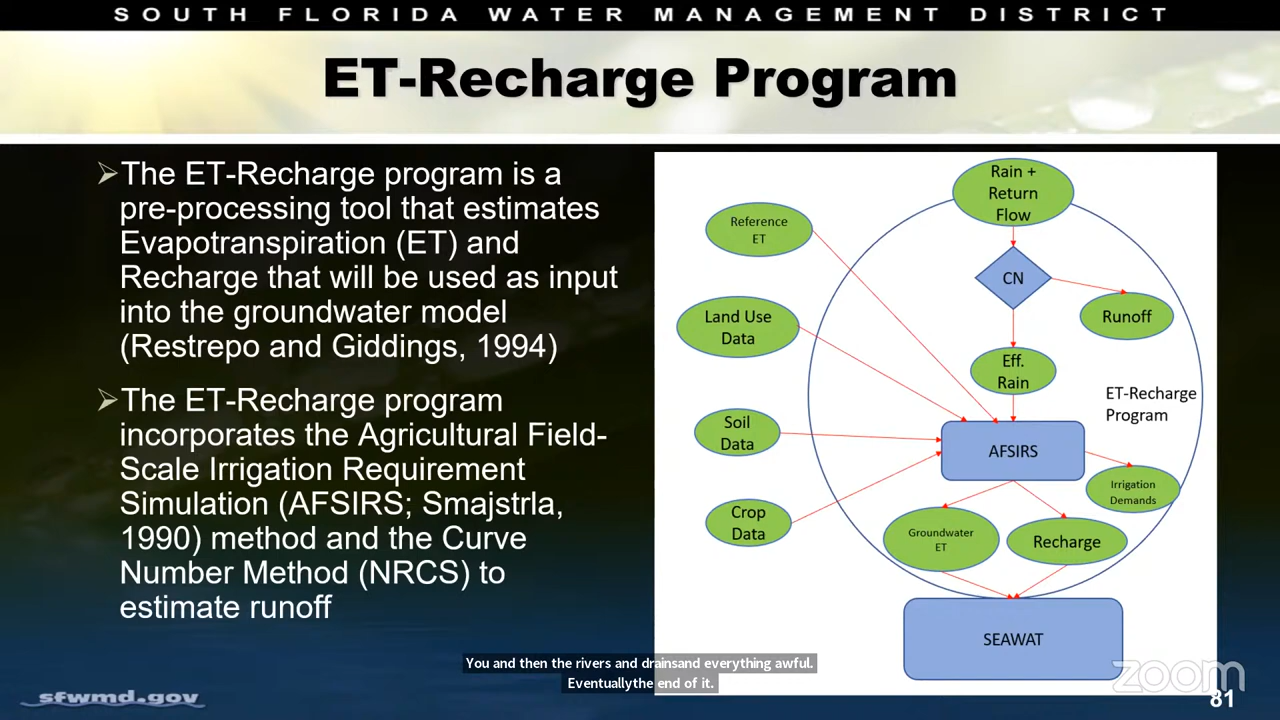 SOUTH FLORIDA WATER MANAGEMENT DISTRICT
ET-Recharge Program
➢The ET-Recharge program is a
pre-processing tool that estimates
Evapotranspiration (ET) and
Recharge that will be used as input
into the groundwater model
(Restrepo and Giddings, 1994)
➢The ET-Recharge program
incorporates the Agricultural Field-
Scale Irrigation Requirement
Simulation (AFSIRS; Smajstrla,
1990) method and the Curve
Number Method (NRCS) to
estimate runoff
Rain +
Return
Flow
Reference
ET
CN
Land Use
Data
Runoff
Eff.
Rain
ET-Recharge
Program
Soil
Data
AFSIRS
Irrigation
Demands
Crop
Data
Groundwater
ET
Recharge
SEAWAT
You and then the rivers and drainsand everything awful.
Eventuallythe end of it.
zoom
sfwmd.gov
81